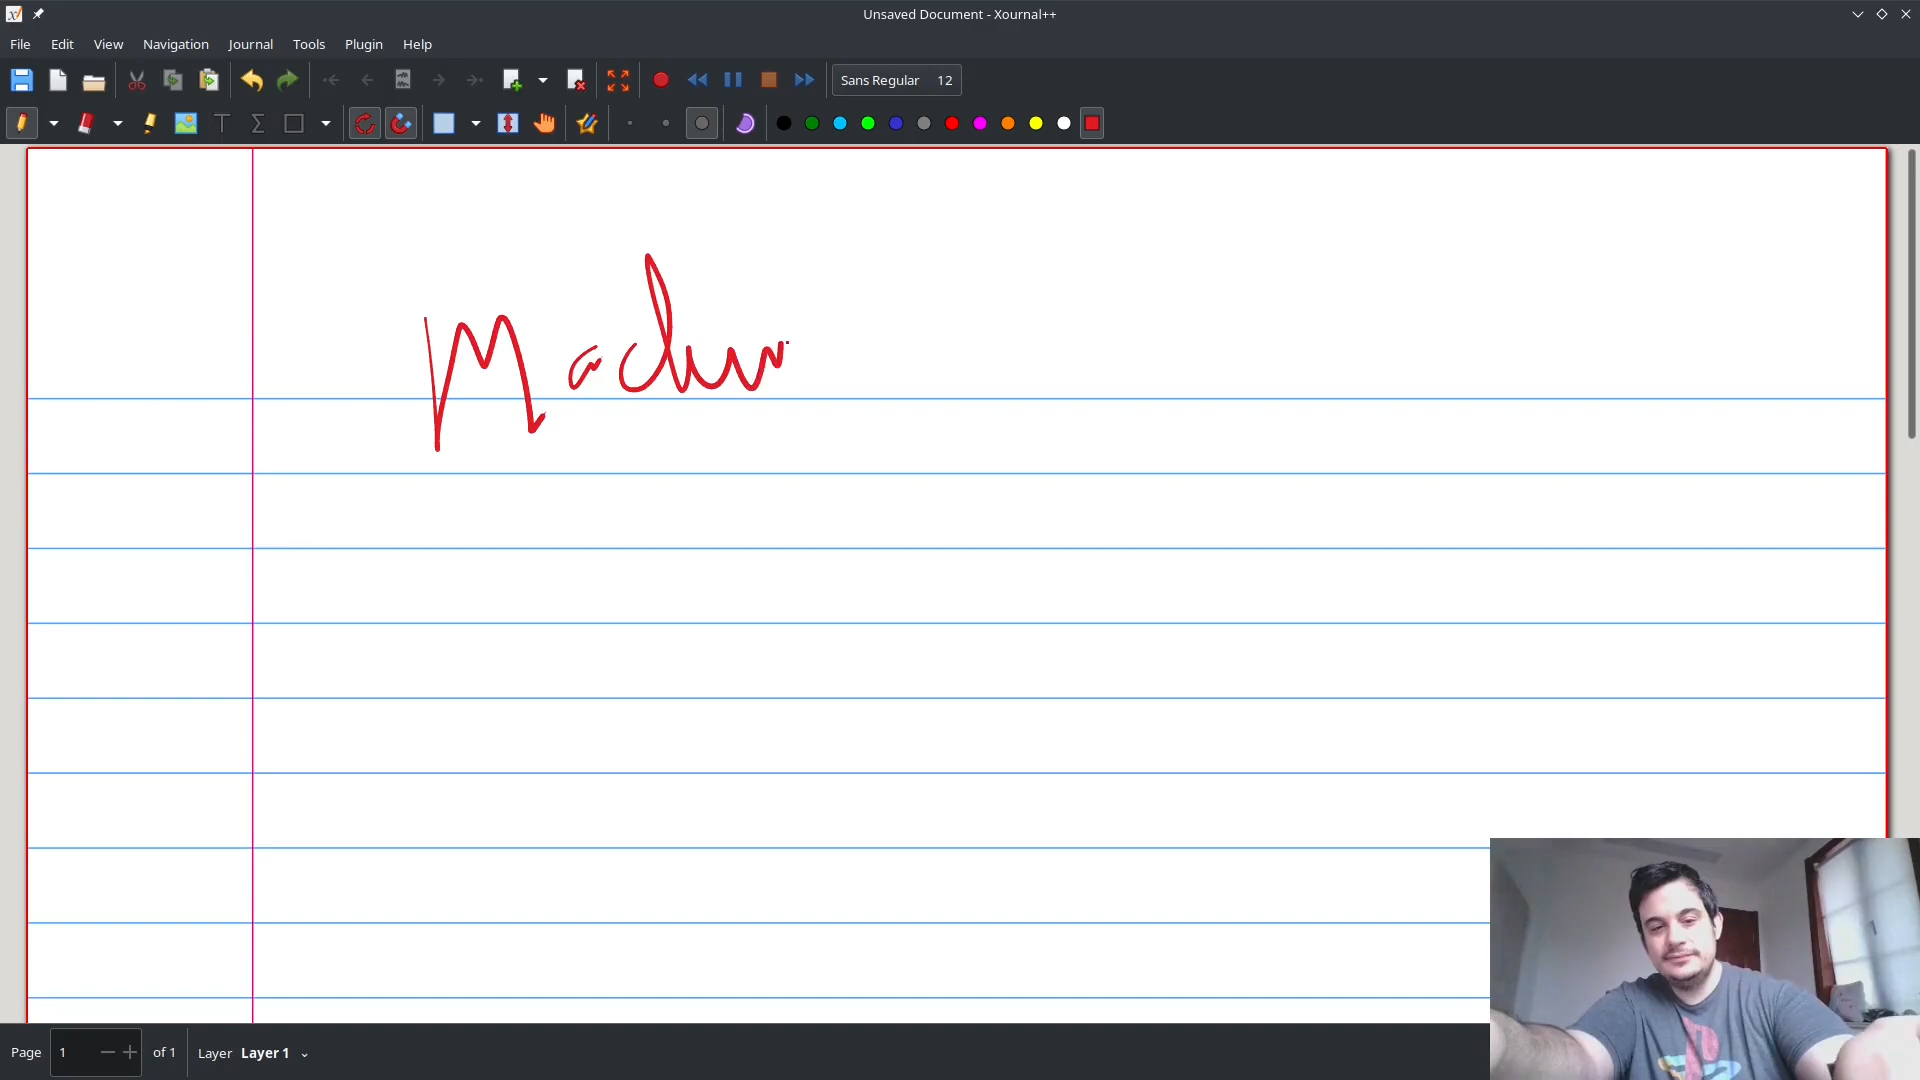 Unsaved Document - Xournal++
File Edit View Navigation Journal Tools Plugin Help
Sans Regular 12
Page 1 of 1 Layer Layer 1